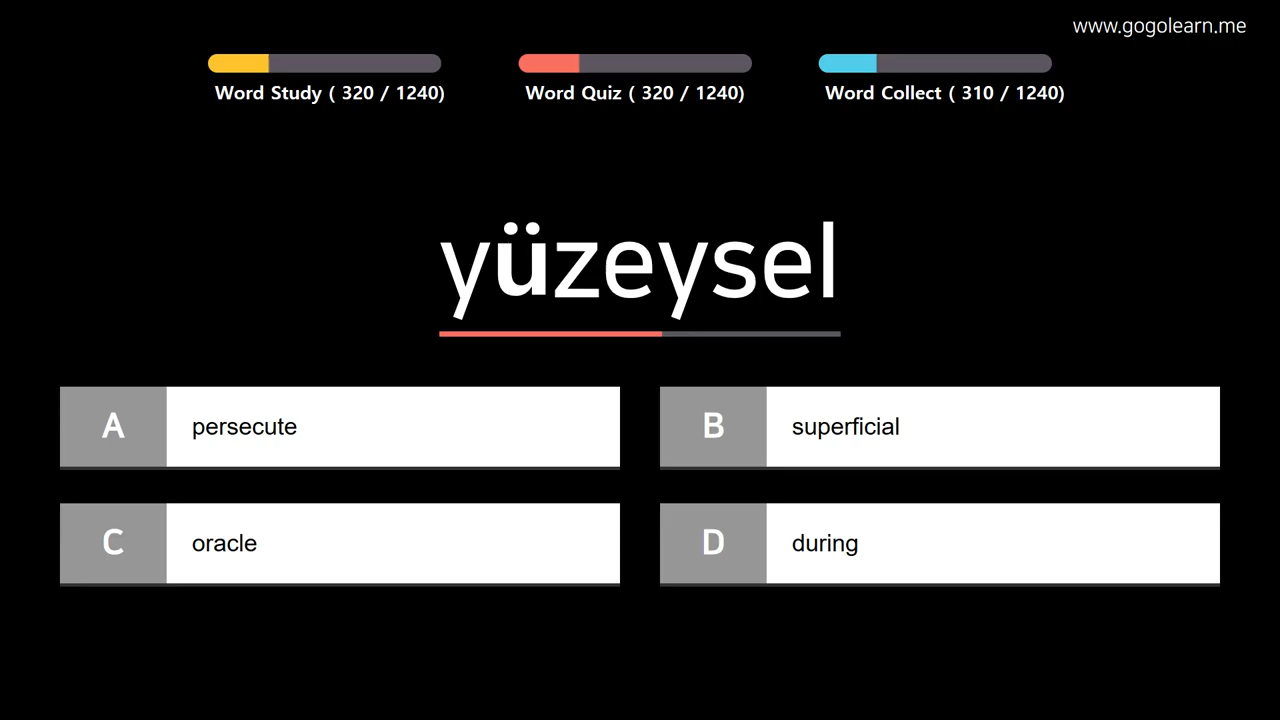 www.gogolearn.me
Word Study ( 320 / 1240)
Word Quiz ( 320 / 1240)
Word Collect ( 310 / 1240)
yüzeysel
A persecute
B superficial
C oracle
D during